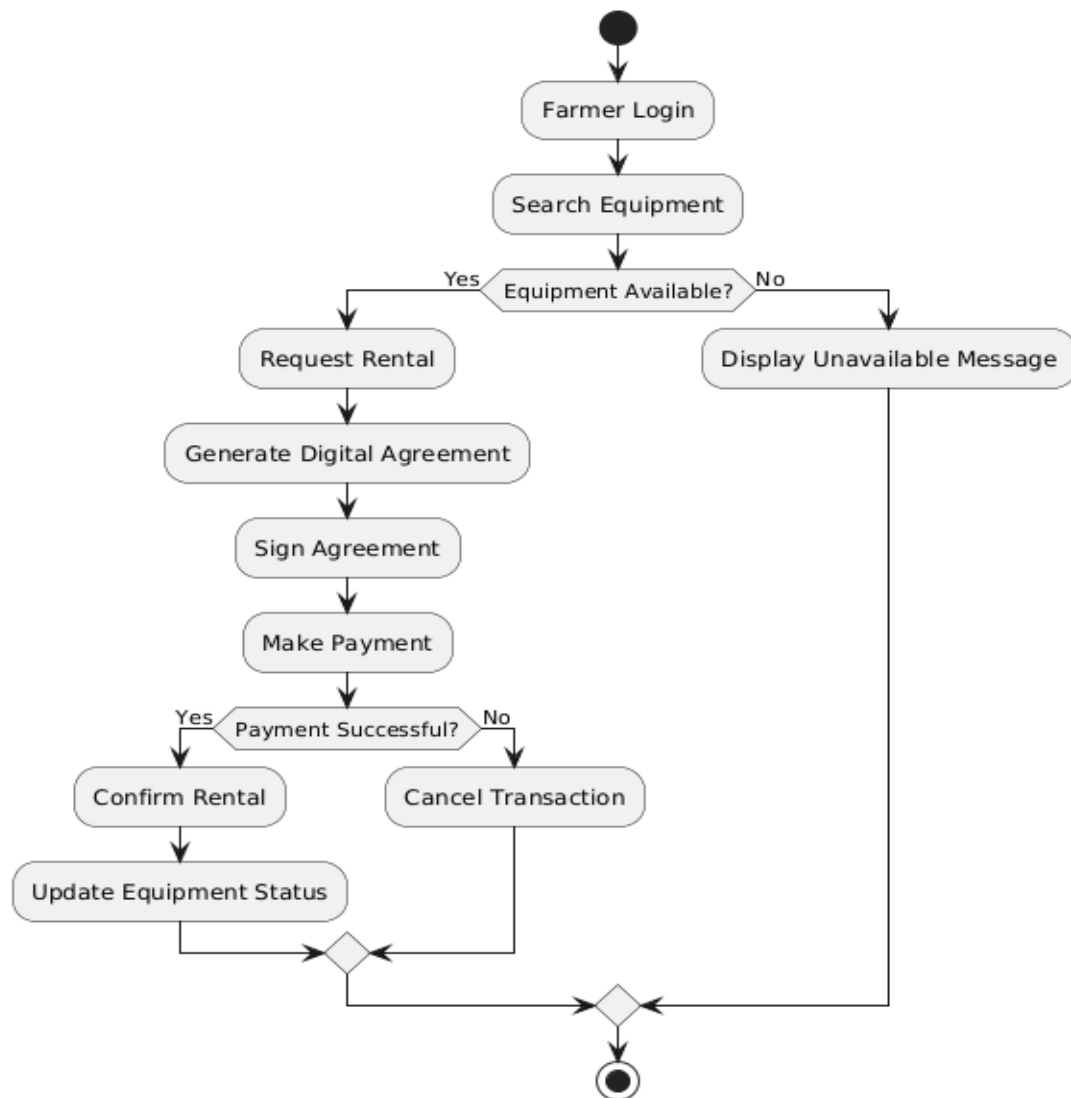 Farmer Login
Search Equipment
Yes
Equipment Available?
No
Request Rental
Display Unavailable Message
Generate Digital Agreement
Sign Agreement
Make Payment
Yes
Payment Successful?
No
Confirm Rental
Cancel Transaction
Update Equipment Status